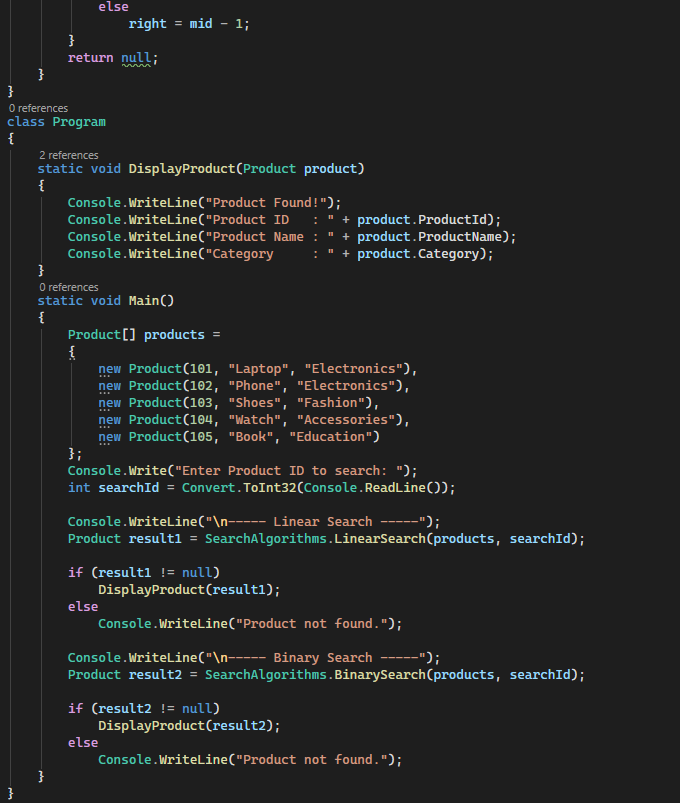 else
                right = mid - 1;
        }
        return null;
    }
}
0 references
class Program
{
    2 references
    static void DisplayProduct(Product product)
    {
        Console.WriteLine("Product Found!");
        Console.WriteLine("Product ID   : " + product.ProductId);
        Console.WriteLine("Product Name : " + product.ProductName);
        Console.WriteLine("Category     : " + product.Category);
    }
    0 references
    static void Main()
    {
        Product[] products =
        {
            new Product(101, "Laptop", "Electronics"),
            new Product(102, "Phone", "Electronics"),
            new Product(103, "Shoes", "Fashion"),
            new Product(104, "Watch", "Accessories"),
            new Product(105, "Book", "Education")
        };
        Console.Write("Enter Product ID to search: ");
        int searchId = Convert.ToInt32(Console.ReadLine());

        Console.WriteLine("\n----- Linear Search -----");
        Product result1 = SearchAlgorithms.LinearSearch(products, searchId);

        if (result1 != null)
            DisplayProduct(result1);
        else
            Console.WriteLine("Product not found.");

        Console.WriteLine("\n----- Binary Search -----");
        Product result2 = SearchAlgorithms.BinarySearch(products, searchId);

        if (result2 != null)
            DisplayProduct(result2);
        else
            Console.WriteLine("Product not found.");
    }
}